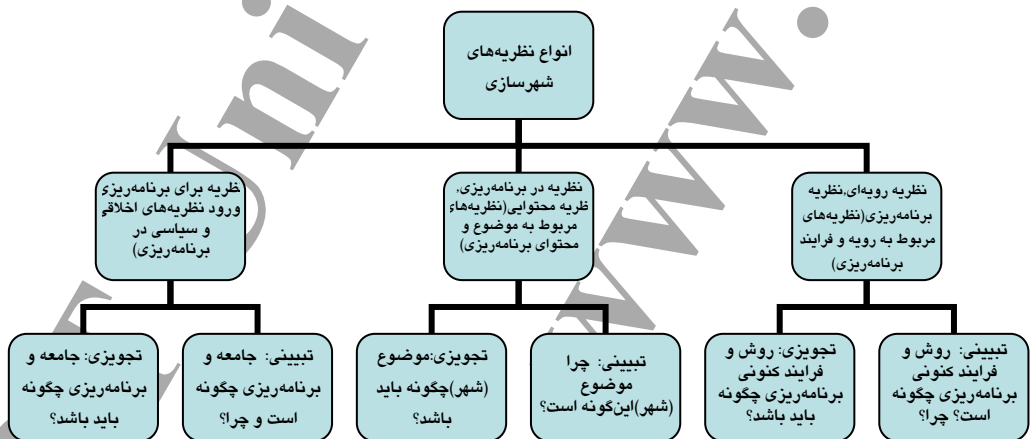 انواع نظریه‌های
شهرسازی
نظریه رویه‌ای،نظریه
برنامه‌ریزی(نظریه‌های
مربوط به رویه و فرایند
برنامه‌ریزی)
نظریه در برنامه‌ریزی،
ظریه محتوایی(نظریه‌های
مربوط به موضوع و
محتوای برنامه‌ریزی)
نظریه برای برنامه‌ریزی
ورود نظریه‌های اخلاقی
و سیاسی در
برنامه‌ریزی)
تبیینی: روش و
فرایند کنونی
برنامه‌ریزی چگونه
است؟ چرا؟
تجویزی: روش و
فرایند کنونی
برنامه‌ریزی چگونه
باید باشد؟
تبیینی: چرا
موضوع
(شهر)این‌گونه است؟
تجویزی:موضوع
(شهر)چگونه باید
باشد؟
تبیینی: جامعه و
برنامه‌ریزی چگونه
است و چرا؟
تجویزی: جامعه و
برنامه‌ریزی چگونه
باید باشد؟